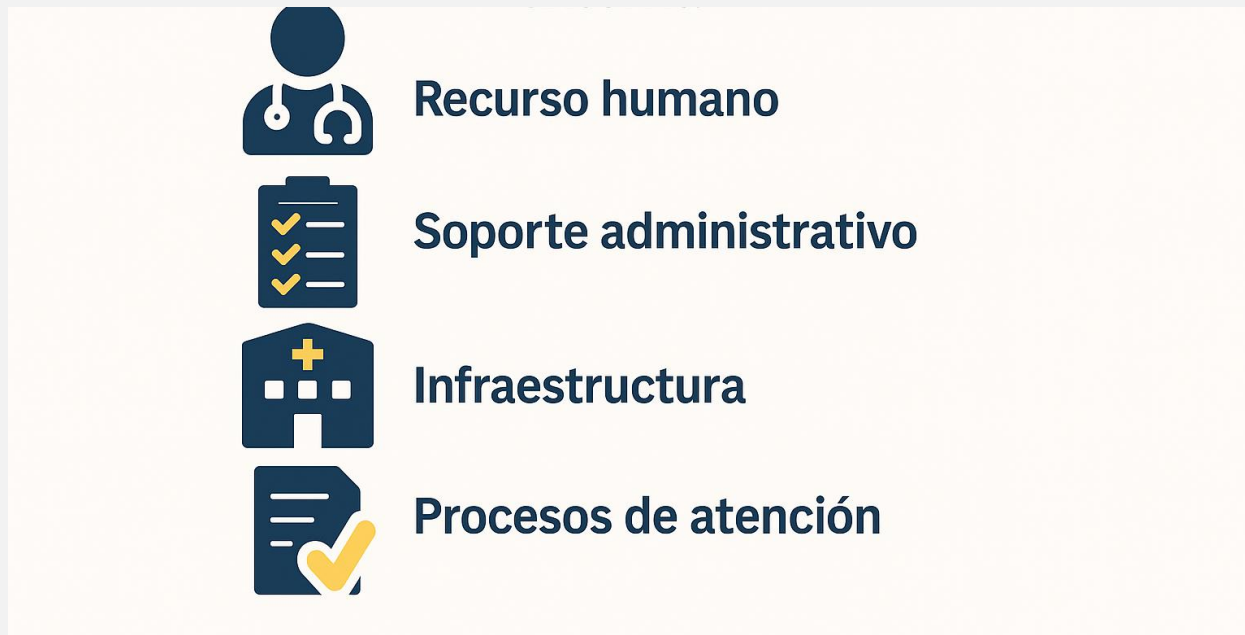 Recurso humano
Soporte administrativo
Infraestructura
Procesos de atención